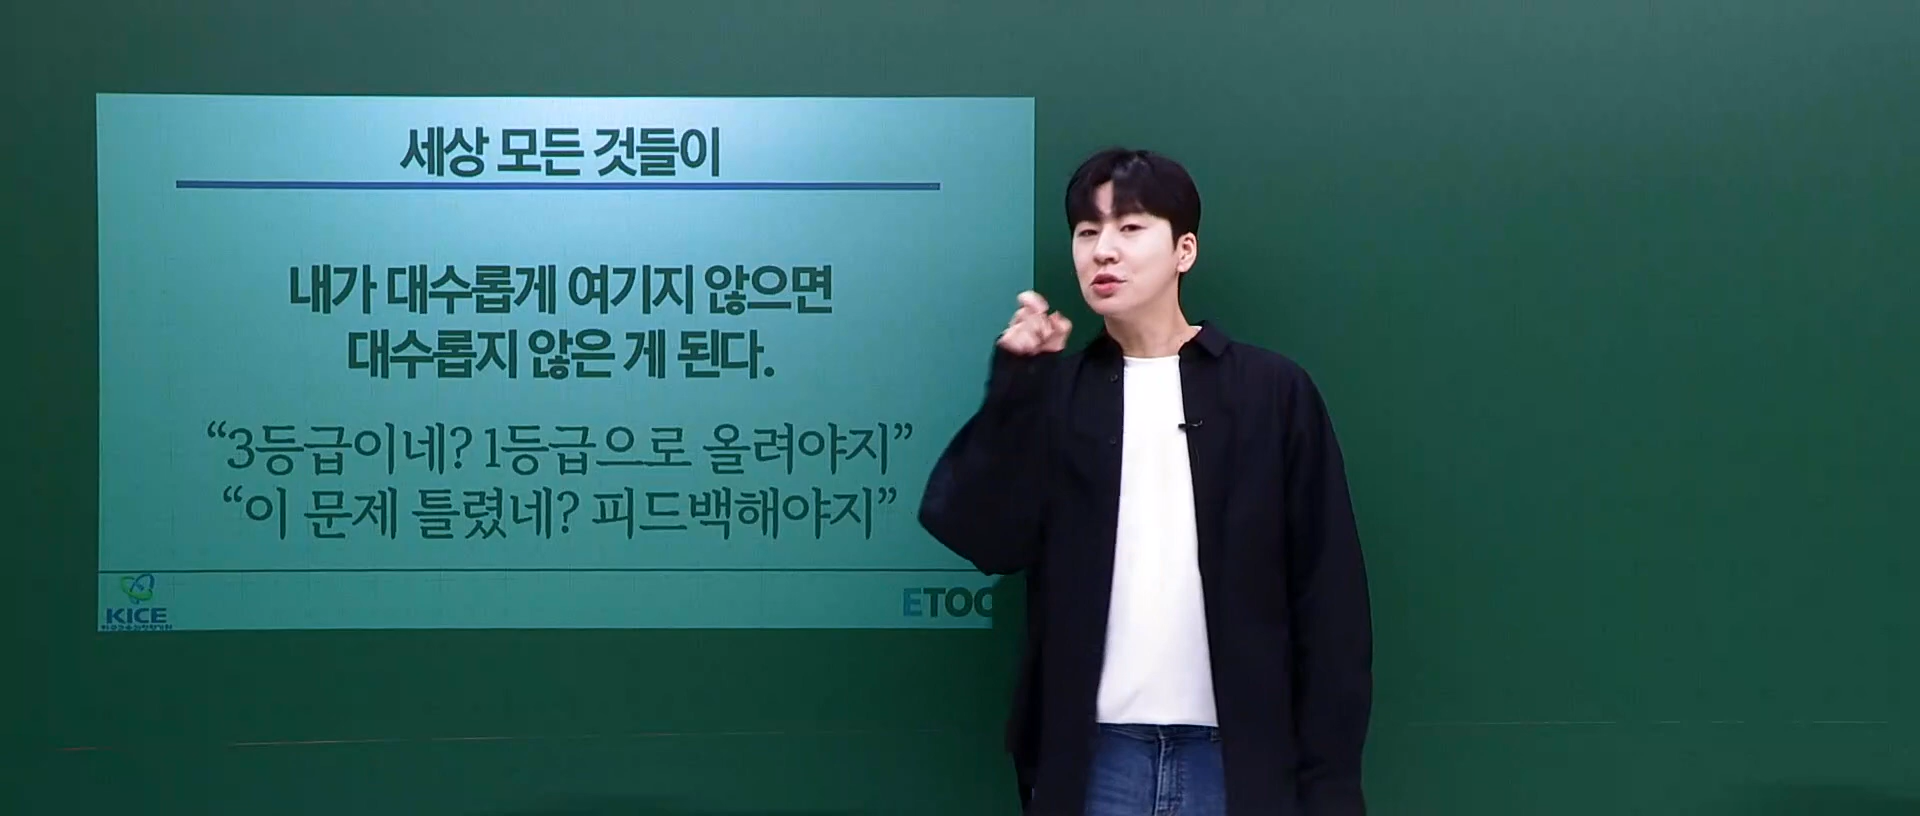 세상 모든 것들이
내가 대수롭게 여기지 않으면
대수롭지 않은 게 된다.
“3등급이네? 1등급으로 올려야지”
“이 문제 틀렸네? 피드백해야지”
KICE
ETOO